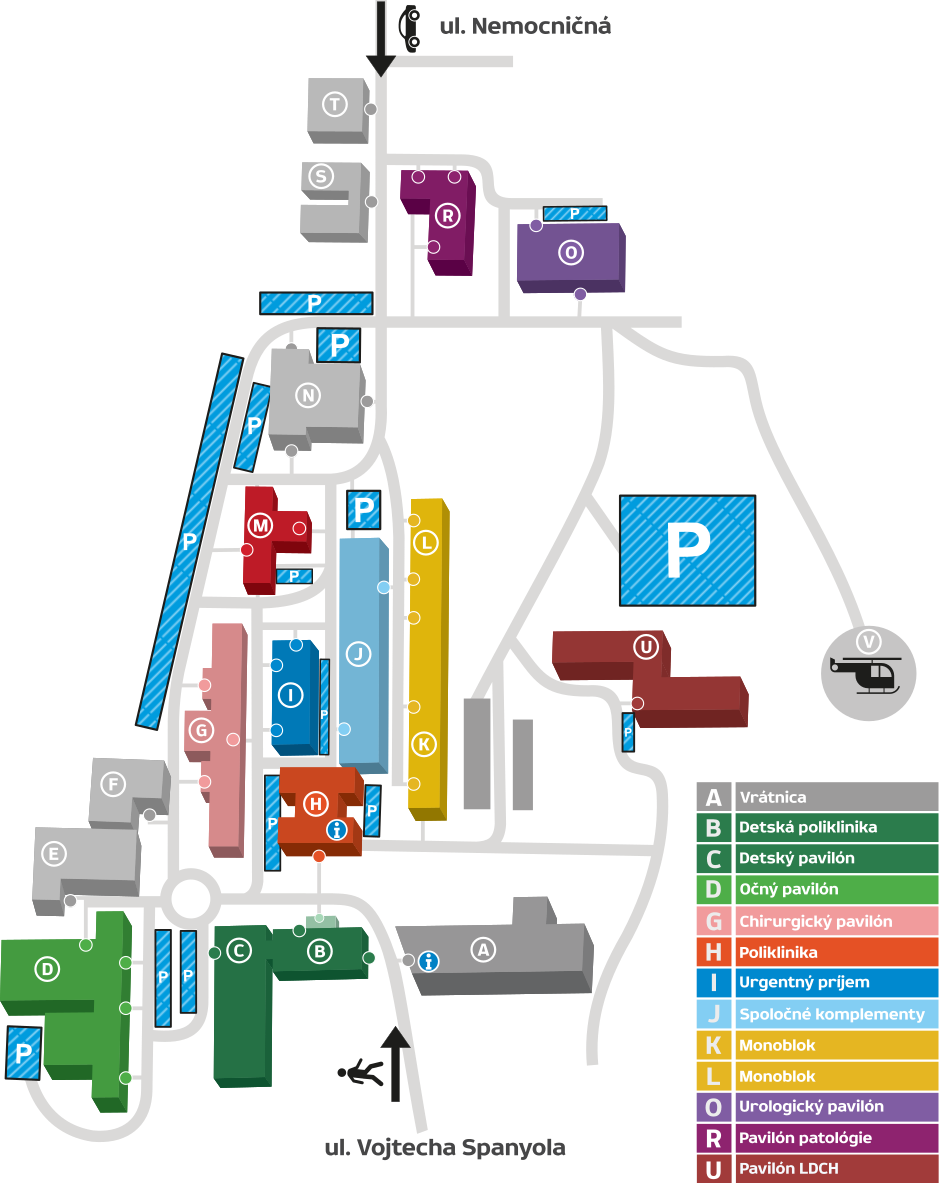 ul. Nemocničná
T
S
R
O
P
P
P
N
P
P
M
P
P
L
J
U
V
I
P
G
K
P
F
H
P
P
P
E
C
B
A
D
P
P
P
ul. Vojtecha Spanyola
A Vrátnica
B Detská poliklinika
C Detský pavilón
D Očný pavilón
G Chirurgický pavilón
H Poliklinika
I Urgentný príjem
J Spoločné komplementy
K Monoblok
L Monoblok
O Urologický pavilón
R Pavilón patológie
U Pavilón LDCH